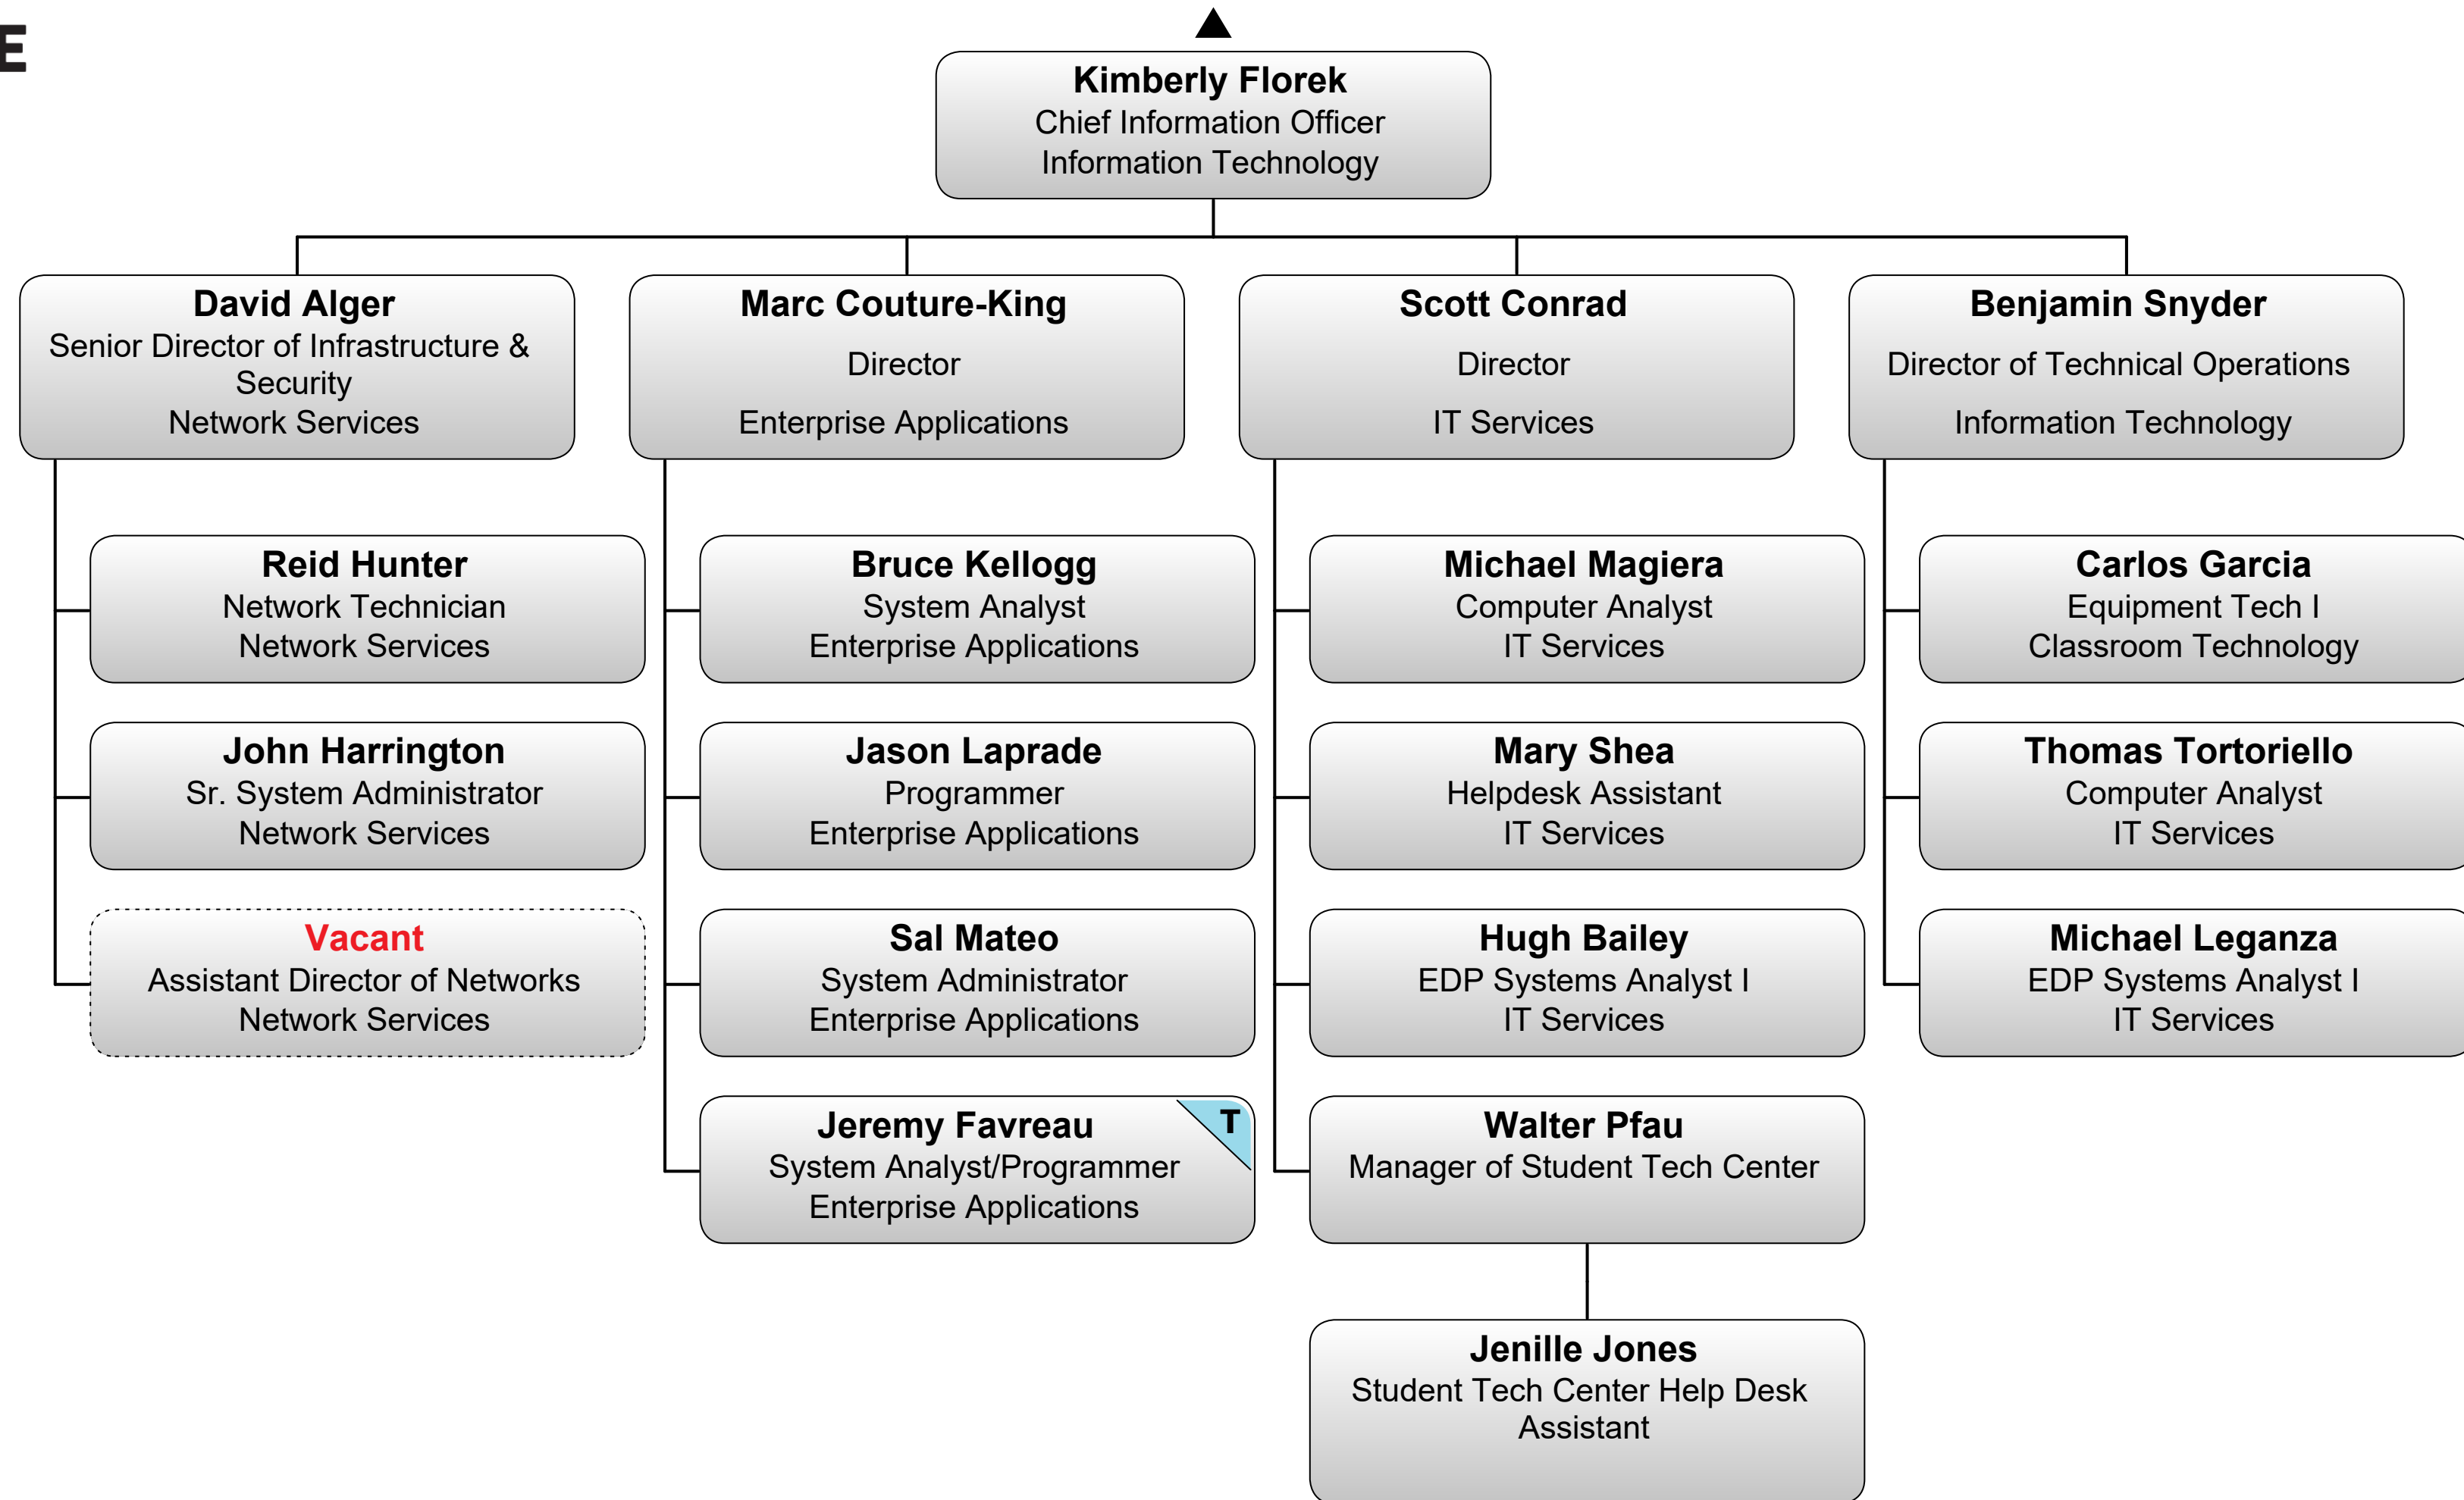 E
Kimberly Florek
Chief Information Officer
Information Technology
David Alger
Senior Director of Infrastructure &
Security
Network Services
Marc Couture-King
Director
Enterprise Applications
Scott Conrad
Director
IT Services
Benjamin Snyder
Director of Technical Operations
Information Technology
Reid Hunter
Network Technician
Network Services
John Harrington
Sr. System Administrator
Network Services
Vacant
Assistant Director of Networks
Network Services
Bruce Kellogg
System Analyst
Enterprise Applications
Jason Laprade
Programmer
Enterprise Applications
Sal Mateo
System Administrator
Enterprise Applications
Jeremy Favreau
T
System Analyst/Programmer
Enterprise Applications
Michael Magiera
Computer Analyst
IT Services
Mary Shea
Helpdesk Assistant
IT Services
Hugh Bailey
EDP Systems Analyst I
IT Services
Walter Pfau
Manager of Student Tech Center
Jenille Jones
Student Tech Center Help Desk
Assistant
Carlos Garcia
Equipment Tech I
Classroom Technology
Thomas Tortoriello
Computer Analyst
IT Services
Michael Leganza
EDP Systems Analyst I
IT Services